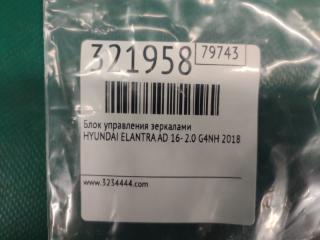 321958 79743
Блок управления зеркалами
HYUNDAI ELANTRA AD 16- 2.0 G4NH 2018
www.3234444.com